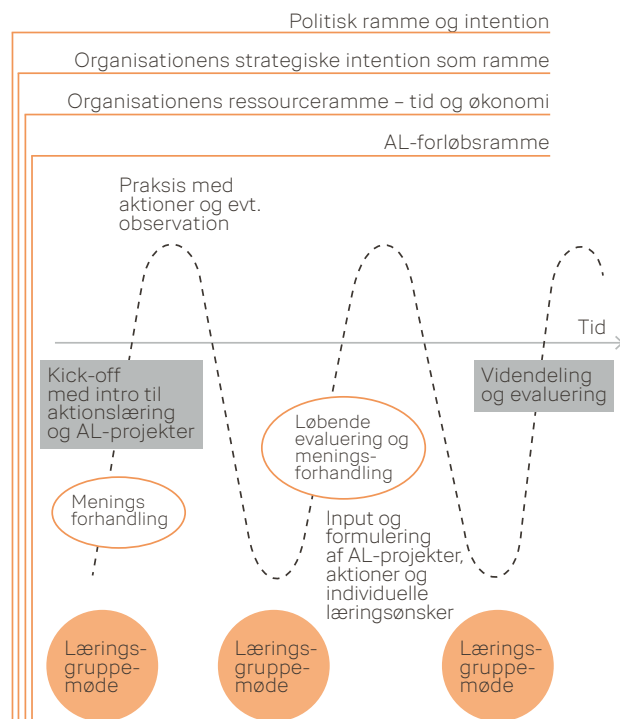 Politisk ramme og intention
Organisationens strategiske intention som ramme
Organisationens ressourceramme – tid og økonomi
AL-forløbsramme
Praksis med
aktioner og evt.
observation
Tid
Kick-off
med intro til
aktionslæring
og AL-projekter
Videndeling
og evaluering
Løbende
evaluering og
menings-
forhandling
Menings
forhandling
Input og
formulering
af AL-projekter,
aktioner og
individuelle
læringsønsker
Lærings-
gruppe-
møde
Lærings-
gruppe-
møde
Lærings-
gruppe-
møde